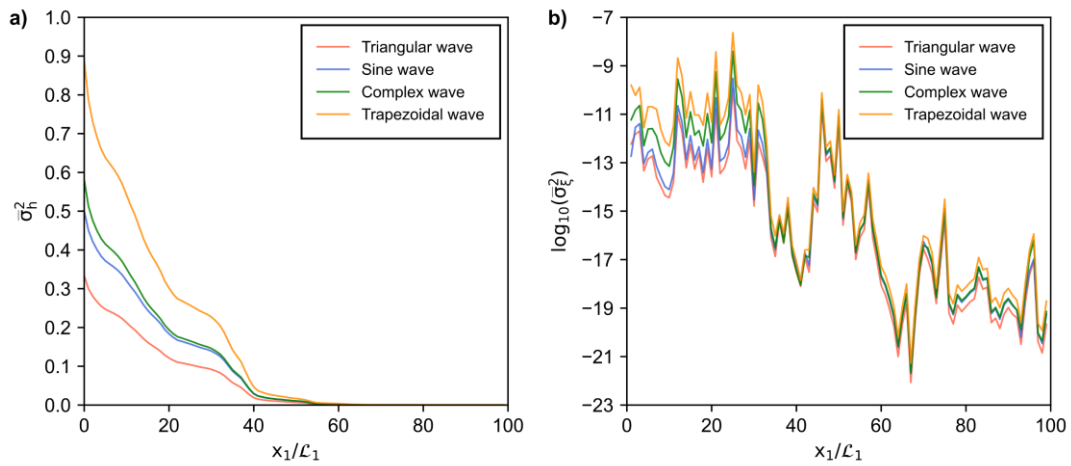 a)
1.0
0.9
0.8
0.7
0.6
0.5
0.4
0.3
0.2
0.1
0.0
σ̅²ₕ
0 20 40 60 80 100
x₁/ℒ₁
Triangular wave
Sine wave
Complex wave
Trapezoidal wave
b)
−7
−9
−11
−13
−15
−17
−19
−21
−23
log₁₀(σ̅²_ξ)
0 20 40 60 80 100
x₁/ℒ₁
Triangular wave
Sine wave
Complex wave
Trapezoidal wave